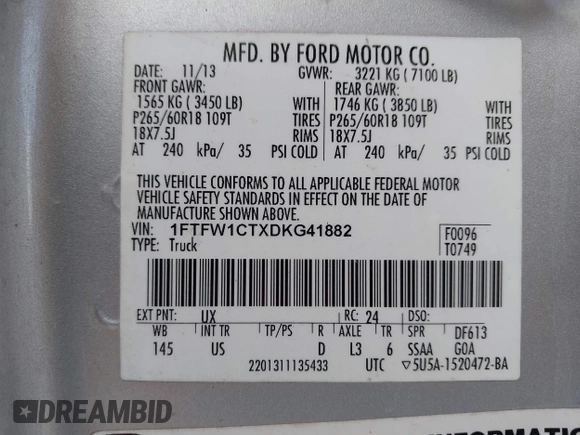 MFD. BY FORD MOTOR CO.
DATE: 11/13 GVWR: 3221 KG ( 7100 LB)
FRONT GAWR: REAR GAWR:
1565 KG ( 3450 LB) WITH 1746 KG ( 3850 LB) WITH
P265/60R18 109T TIRES P265/60R18 109T TIRES
18X7.5J RIMS 18X7.5J RIMS
AT 240 kPa/ 35 PSI COLD AT 240 kPa/ 35 PSI COLD
THIS VEHICLE CONFORMS TO ALL APPLICABLE FEDERAL MOTOR
VEHICLE SAFETY STANDARDS IN EFFECT ON THE DATE OF
MANUFACTURE SHOWN ABOVE.
VIN: 1FTFW1CTXDKG41882 F0096
TYPE: Truck T0749
EXT PNT: UX RC: 24 DSO:
WB INT TR TP/PS R AXLE TR SPR DF613
145 US D L3 6 SSAA GOA
2201311135433 UTC ▽5U5A-1520472-BA
DREAMBID
INFORMATION